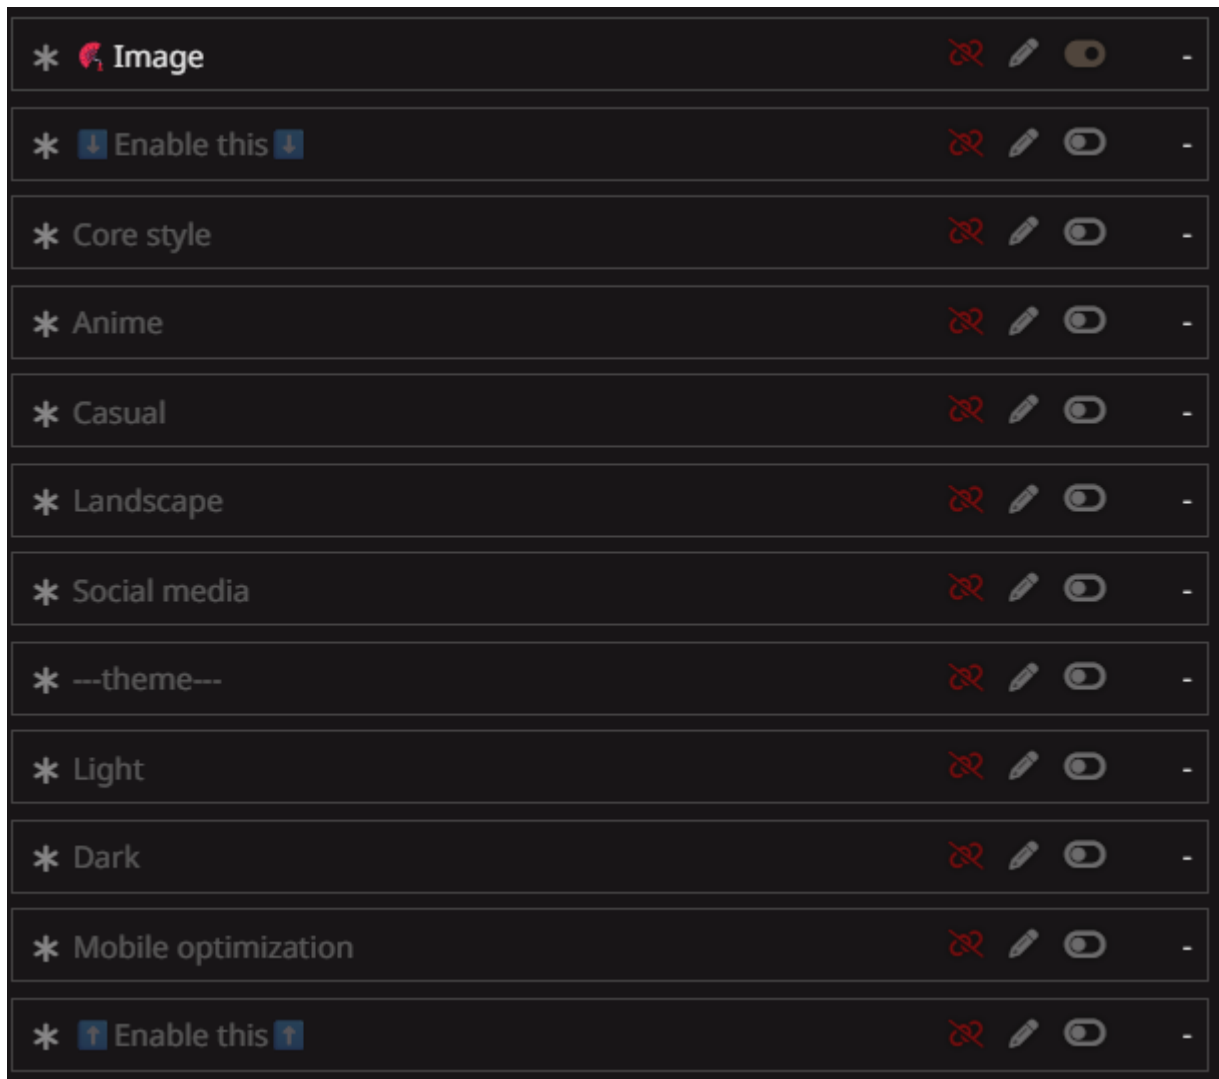 Image -
⬇️Enable this⬇️ -
Core style -
Anime -
Casual -
Landscape -
Social media -
---theme--- -
Light -
Dark -
Mobile optimization -
⬆️Enable this⬆️ -